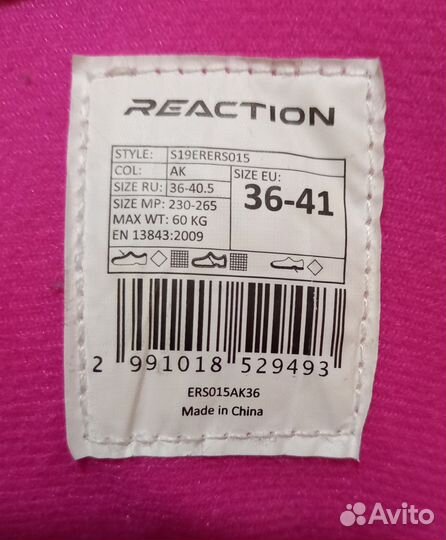 REACTION
STYLE: S19ERERS015
COL: AK
SIZE RU: 36-40.5
SIZE MP: 230-265
MAX WT: 60 KG
EN 13843:2009
SIZE EU:
36-41
2 991018 529493
ERS015AK36
Made in China
Avito